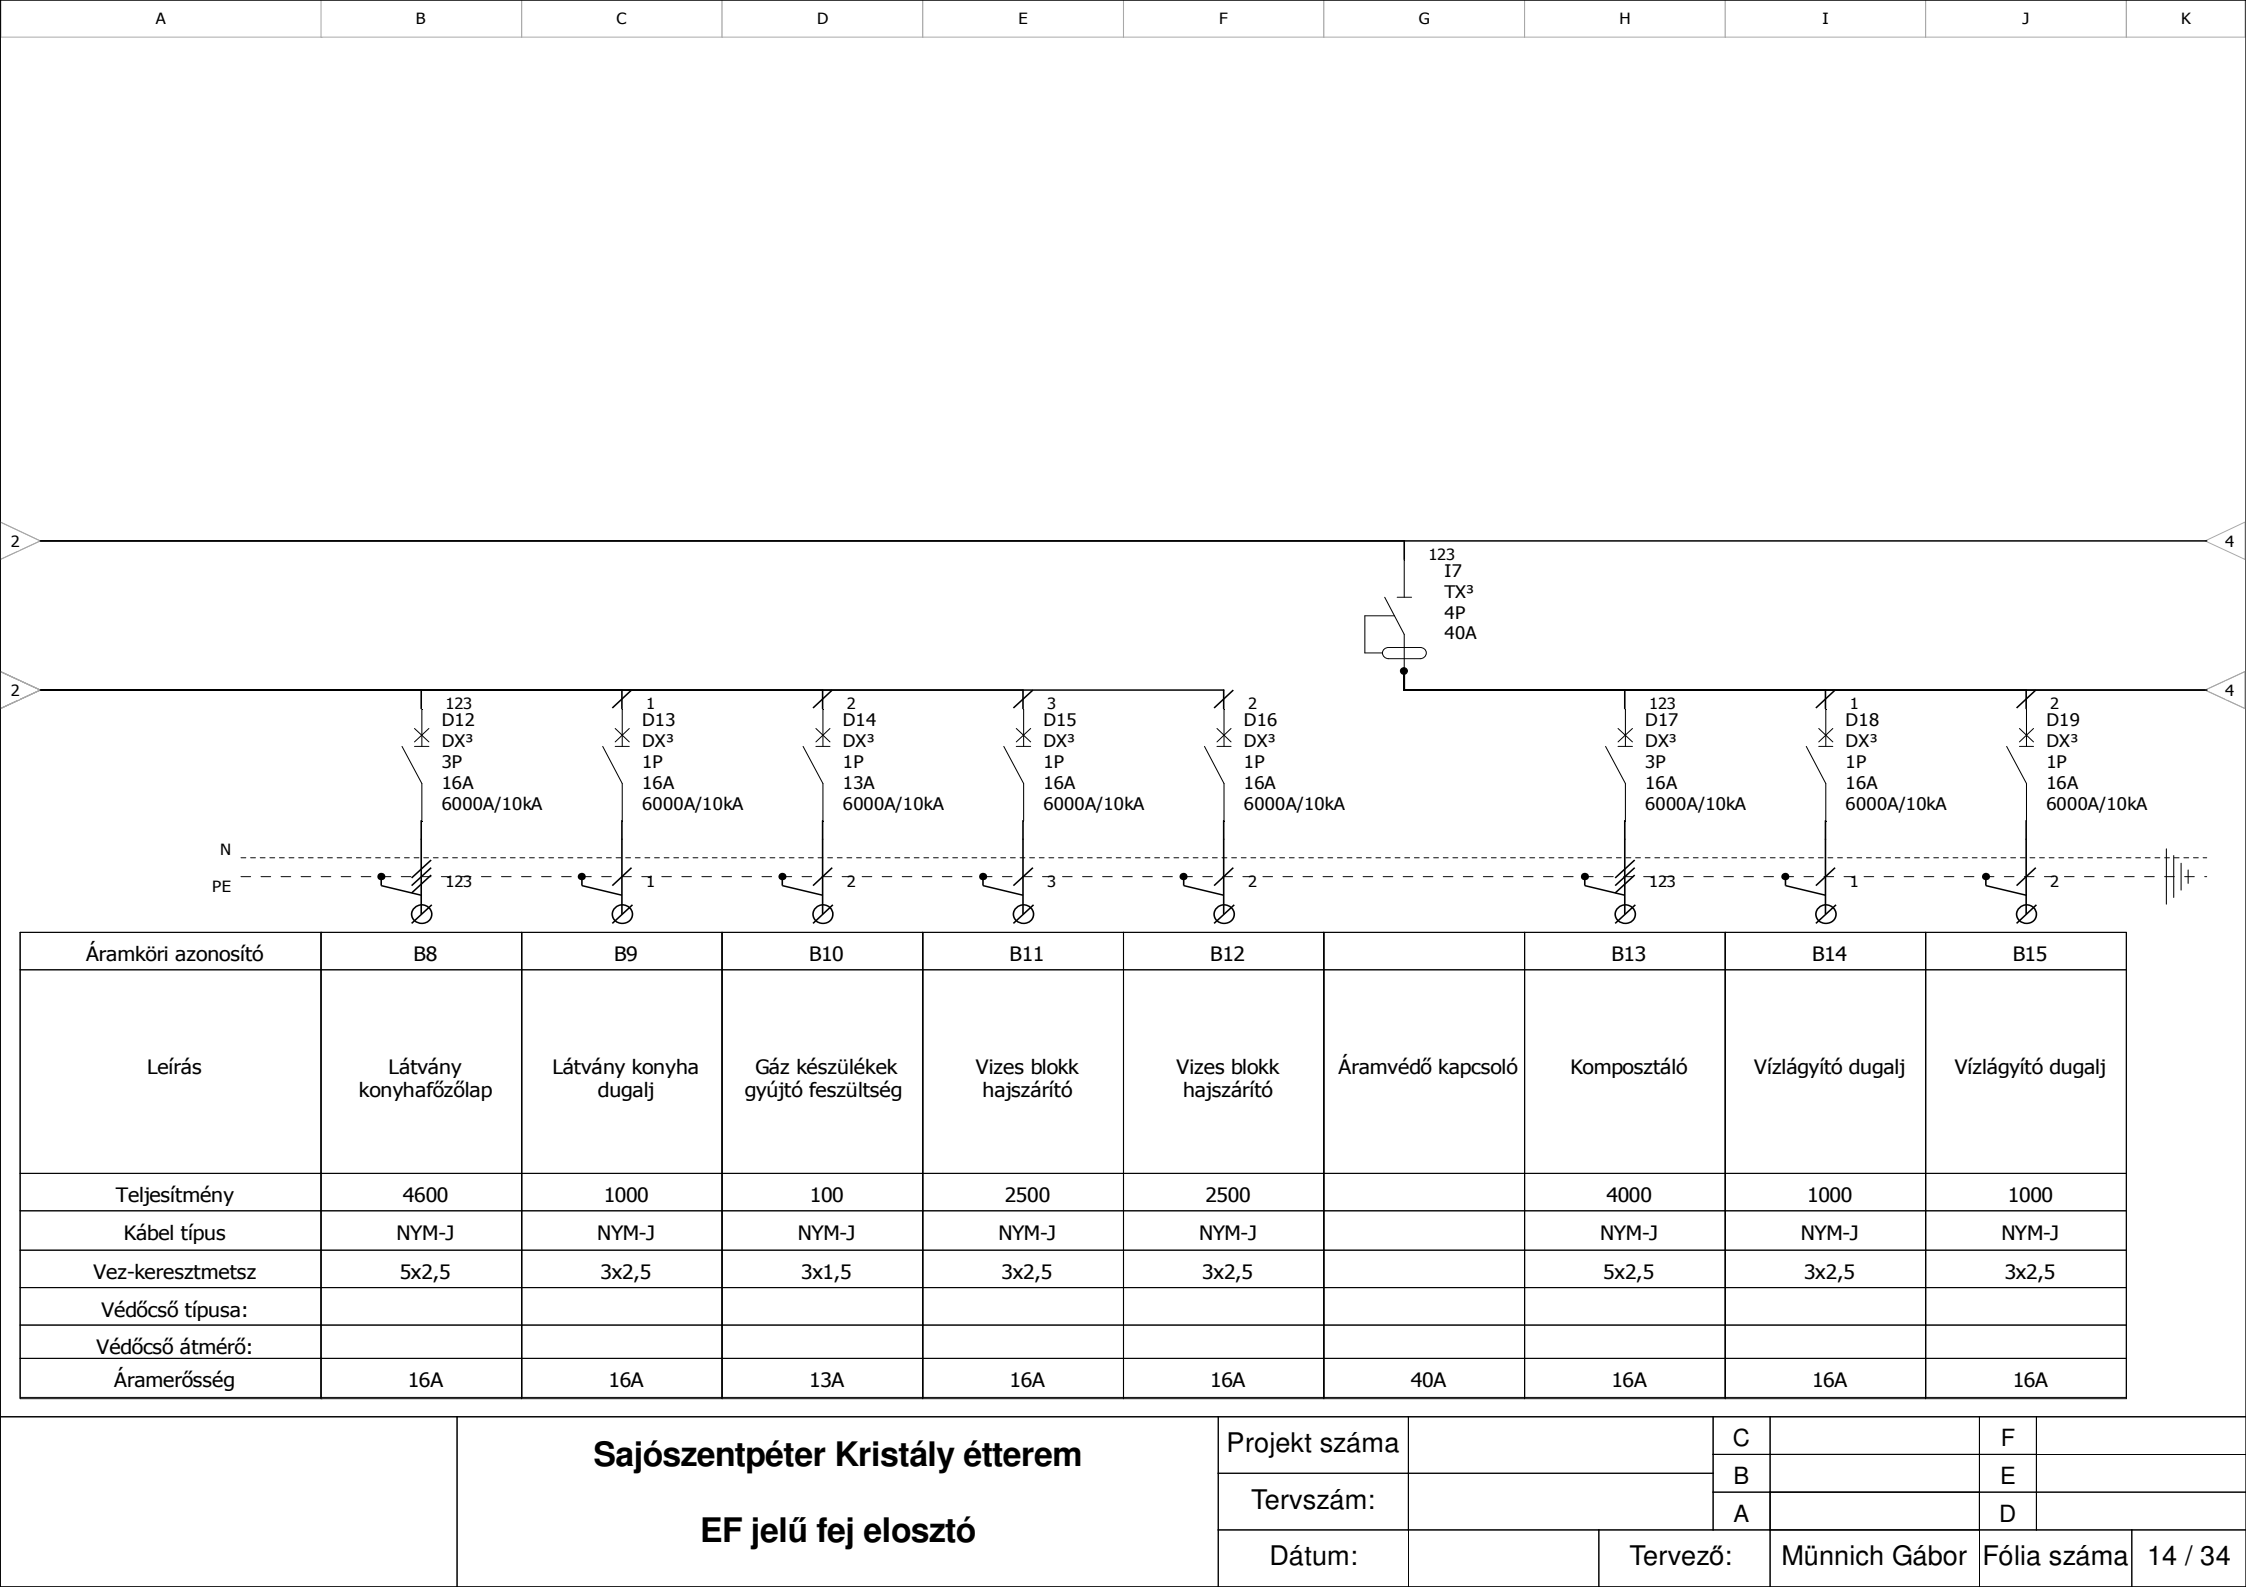 A B C D E F G H I J K
2 4
123
I7
TX³
4P
40A
2 4
123 1 2 3 2 123 1 2
D12 D13 D14 D15 D16 D17 D18 D19
DX³ DX³ DX³ DX³ DX³ DX³ DX³ DX³
3P 1P 1P 1P 1P 3P 1P 1P
16A 16A 13A 16A 16A 16A 16A 16A
6000A/10kA 6000A/10kA 6000A/10kA 6000A/10kA 6000A/10kA 6000A/10kA 6000A/10kA 6000A/10kA
N
PE 123 1 2 3 2 123 1 2
Áramköri azonosító B8 B9 B10 B11 B12 B13 B14 B15
Leírás Látvány Látvány konyha Gáz készülékek Vizes blokk Vizes blokk Áramvédő kapcsoló Komposztáló Vízlágyító dugalj Vízlágyító dugalj
konyhafőzőlap dugalj gyújtó feszültség hajszárító hajszárító
Teljesítmény 4600 1000 100 2500 2500 4000 1000 1000
Kábel típus NYM-J NYM-J NYM-J NYM-J NYM-J NYM-J NYM-J NYM-J
Vez-keresztmetsz 5x2,5 3x2,5 3x1,5 3x2,5 3x2,5 5x2,5 3x2,5 3x2,5
Védőcső típusa:
Védőcső átmérő:
Áramerősség 16A 16A 13A 16A 16A 40A 16A 16A 16A
Sajószentpéter Kristály étterem
EF jelű fej elosztó
Projekt száma C F
B E
Tervszám:
A D
Dátum: Tervező: Münnich Gábor Fólia száma 14 / 34